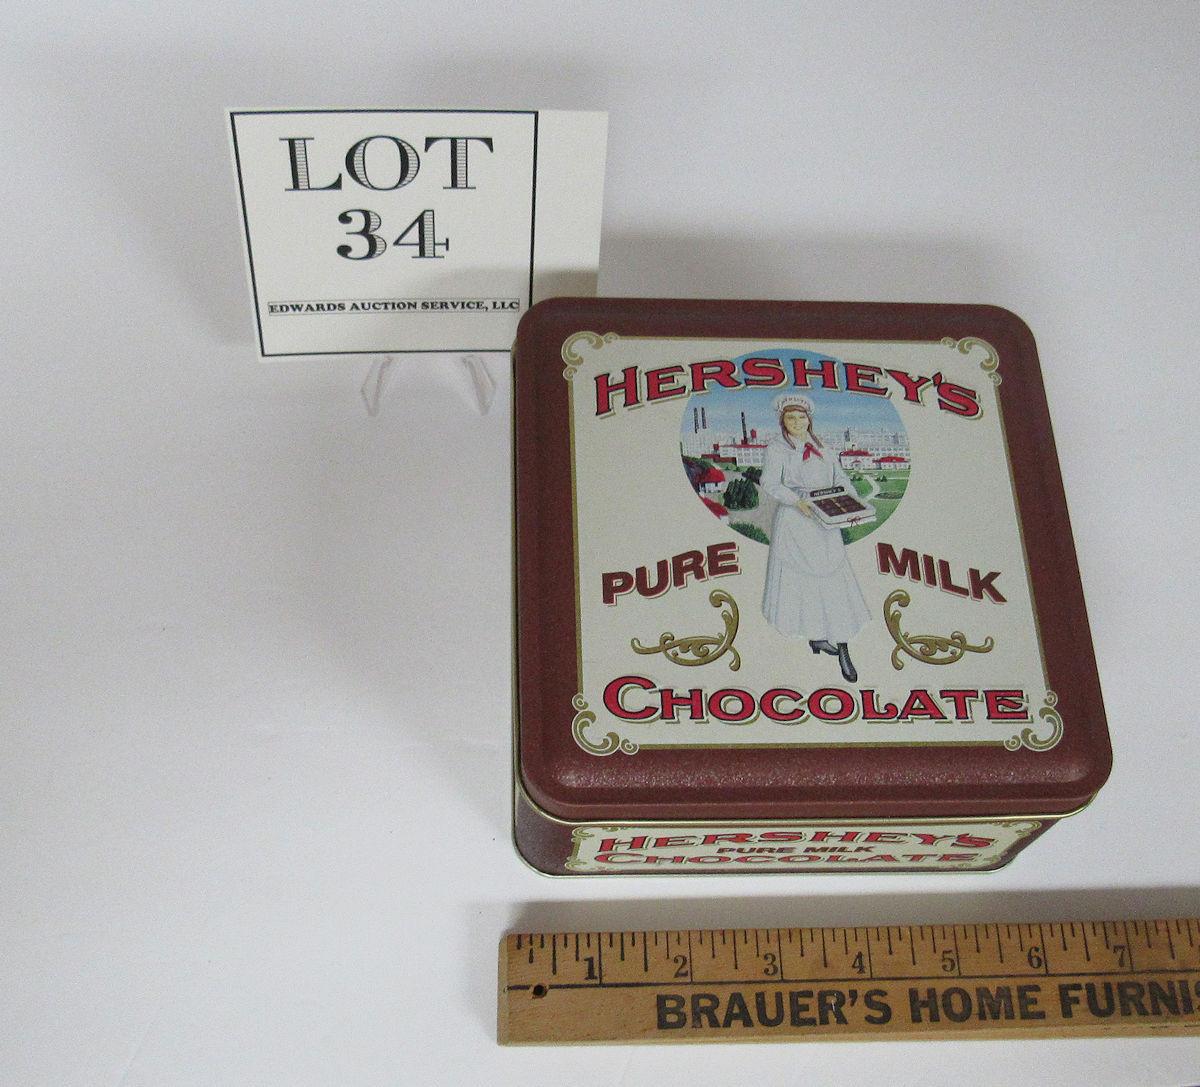 LOT
34
EDWARDS AUCTION SERVICE, LLC
HERSHEY'S
HERSHEY'S
PURE MILK
CHOCOLATE
HERSHEY'S
PURE MILK
CHOCOLATE
1 2 3 4 5 6 7
BRAUER'S HOME FURNIS